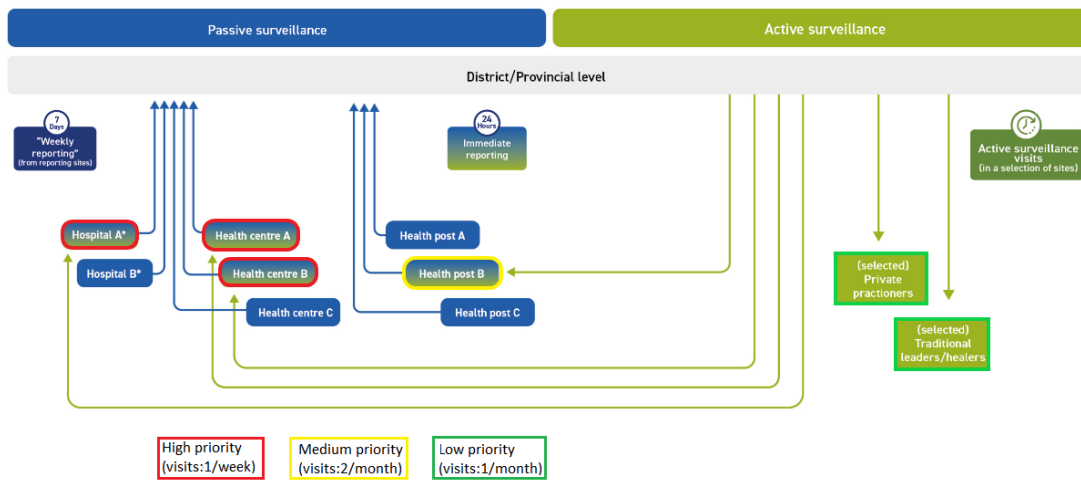 Passive surveillance
Active surveillance
District/Provincial level
7
Days
"Weekly
reporting"
(from reporting sites)
24
Hours
Immediate
reporting
Active surveillance
visits
(in a selection of sites)
Hospital A*
Health centre A
Health post A
Hospital B*
Health centre B
Health post B
(selected)
Private
practioners
Health centre C
Health post C
(selected)
Traditional
leaders/healers
High priority
(visits:1/week)
Medium priority
(visits:2/month)
Low priority
(visits:1/month)